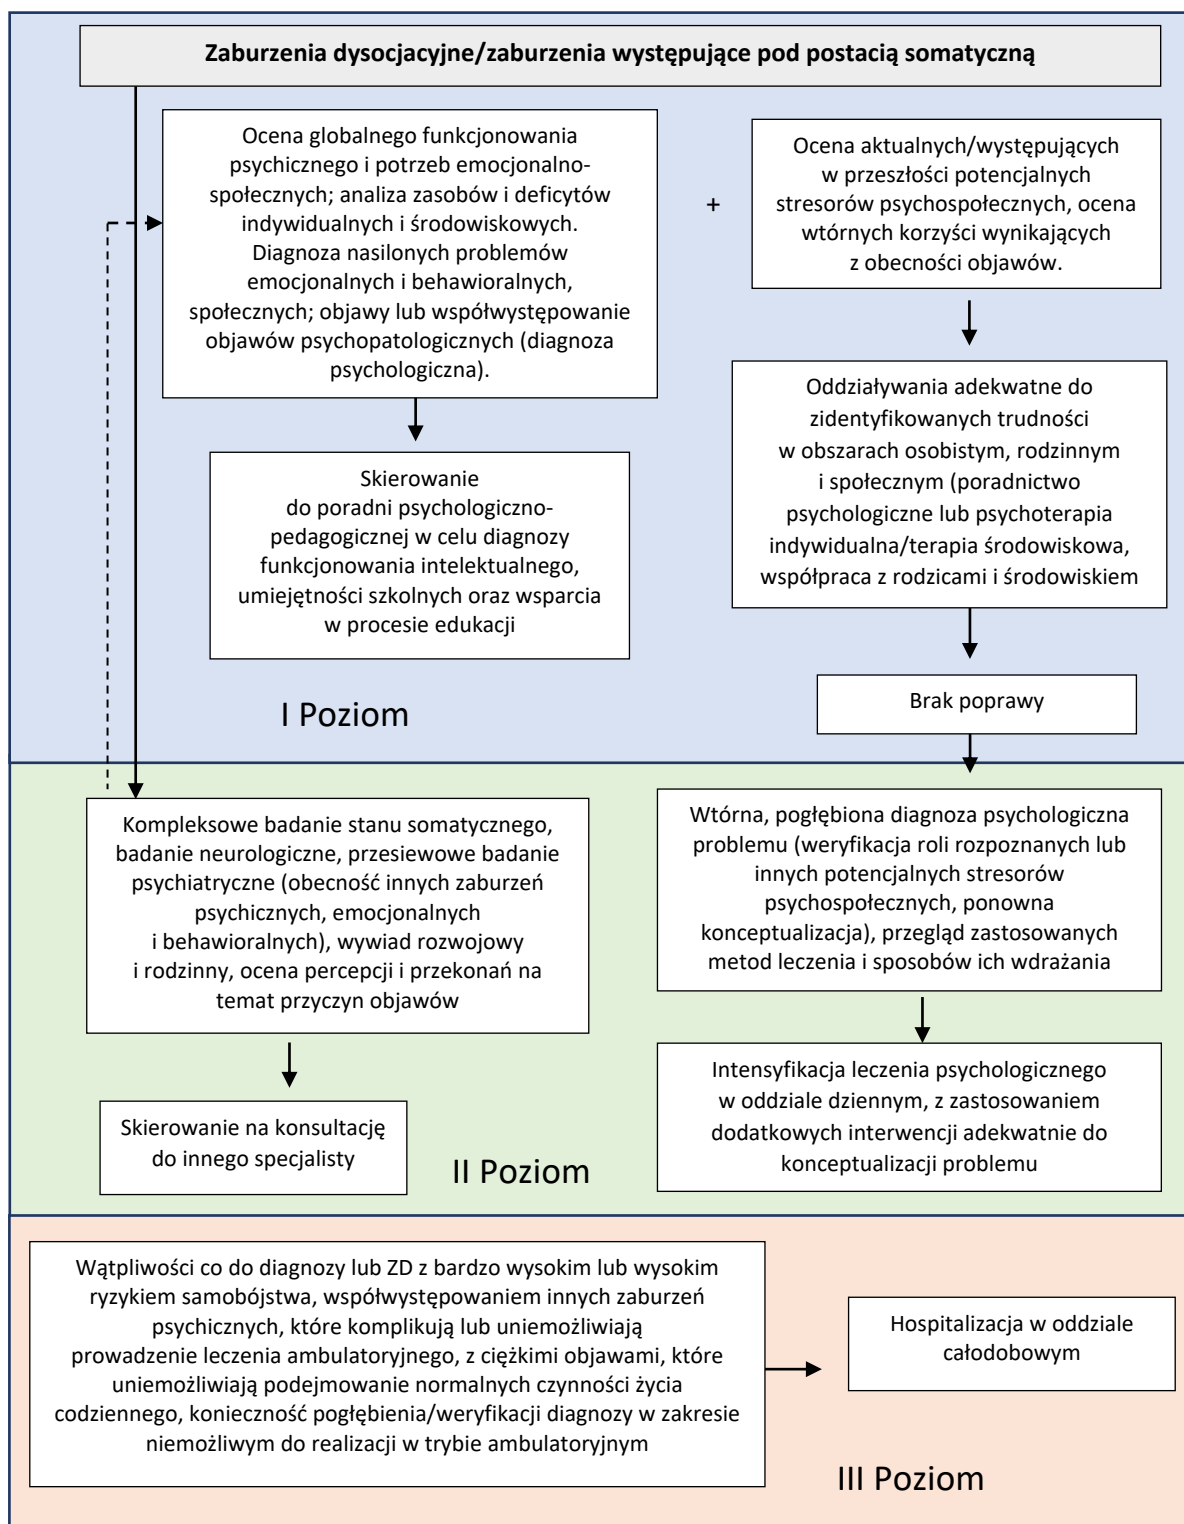 Zaburzenia dysocjacyjne/zaburzenia występujące pod postacią somatyczną
Ocena globalnego funkcjonowania
psychicznego i potrzeb emocjonalno-
społecznych; analiza zasobów i deficytów
indywidualnych i środowiskowych.
Diagnoza nasilonych problemów
emocjonalnych i behawioralnych,
społecznych; objawy lub współwystępowanie
objawów psychopatologicznych (diagnoza
psychologiczna).
+
Ocena aktualnych/występujących
w przeszłości potencjalnych
stresorów psychospołecznych, ocena
wtórnych korzyści wynikających
z obecności objawów.
Skierowanie
do poradni psychologiczno-
pedagogicznej w celu diagnozy
funkcjonowania intelektualnego,
umiejętności szkolnych oraz wsparcia
w procesie edukacji
Oddziaływania adekwatne do
zidentyfikowanych trudności
w obszarach osobistym, rodzinnym
i społecznym (poradnictwo
psychologiczne lub psychoterapia
indywidualna/terapia środowiskowa,
współpraca z rodzicami i środowiskiem
Brak poprawy
I Poziom
Kompleksowe badanie stanu somatycznego,
badanie neurologiczne, przesiewowe badanie
psychiatryczne (obecność innych zaburzeń
psychicznych, emocjonalnych
i behawioralnych), wywiad rozwojowy
i rodzinny, ocena percepcji i przekonań na
temat przyczyn objawów
Wtórna, pogłębiona diagnoza psychologiczna
problemu (weryfikacja roli rozpoznanych lub
innych potencjalnych stresorów
psychospołecznych, ponowna
konceptualizacja), przegląd zastosowanych
metod leczenia i sposobów ich wdrażania
Skierowanie na konsultację
do innego specjalisty
Intensyfikacja leczenia psychologicznego
w oddziale dziennym, z zastosowaniem
dodatkowych interwencji adekwatnie do
konceptualizacji problemu
II Poziom
Wątpliwości co do diagnozy lub ZD z bardzo wysokim lub wysokim
ryzykiem samobójstwa, współwystępowaniem innych zaburzeń
psychicznych, które komplikują lub uniemożliwiają
prowadzenie leczenia ambulatoryjnego, z ciężkimi objawami, które
uniemożliwiają podejmowanie normalnych czynności życia
codziennego, konieczność pogłębienia/weryfikacji diagnozy w zakresie
niemożliwym do realizacji w trybie ambulatoryjnym
Hospitalizacja w oddziale
całodobowym
III Poziom